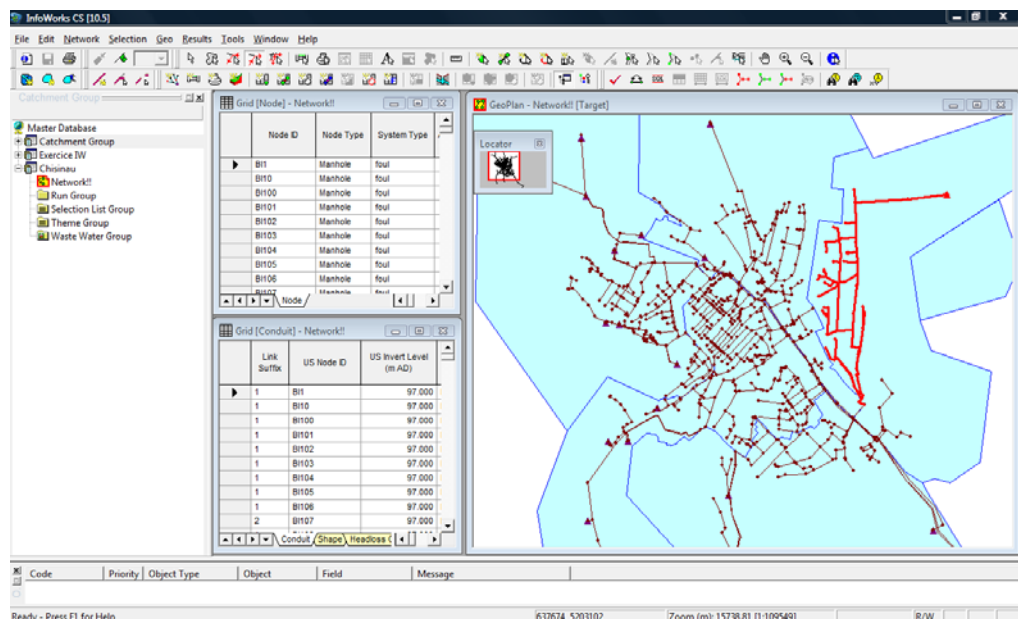 InfoWorks CS [10.5]
File Edit Network Selection Geo Results Tools Window Help
Catchment Group
Master Database
Catchment Group
Exercice IW
Chisinau
Network!!
Run Group
Selection List Group
Theme Group
Waste Water Group
Grid [Node] - Network!!
Node ID Node Type System Type
BI1 Manhole foul
BI10 Manhole foul
BI100 Manhole foul
BI101 Manhole foul
BI102 Manhole foul
BI103 Manhole foul
BI104 Manhole foul
BI105 Manhole foul
BI106 Manhole foul
BI107 Manhole foul
Node
Grid [Conduit] - Network!!
Link Suffix US Node ID US Invert Level (m AD)
1 BI1 97.000
1 BI10 97.000
1 BI100 97.000
1 BI101 97.000
1 BI102 97.000
1 BI103 97.000
1 BI104 97.000
1 BI105 97.000
1 BI106 97.000
2 BI107 97.000
Conduit Shape Headloss
GeoPlan - Network!! [Target]
Locator
Code Priority Object Type Object Field Message
Ready - Press F1 for Help 637674, 5203102 Zoom (m): 15738.81 [1:109549] R/W